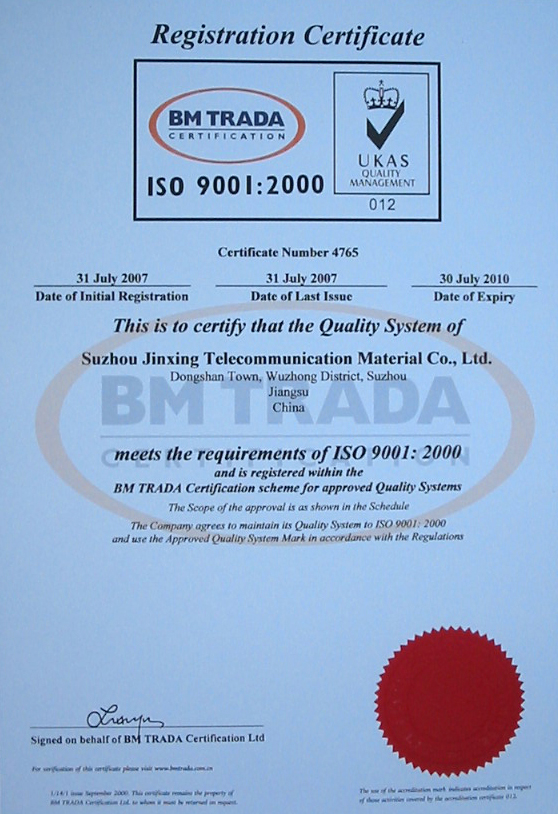 Registration Certificate
BM TRADA
CERTIFICATION
ISO 9001:2000
UKAS
QUALITY
MANAGEMENT
012
Certificate Number 4765
31 July 2007 31 July 2007 30 July 2010
Date of Initial Registration Date of Last Issue Date of Expiry
This is to certify that the Quality System of
Suzhou Jinxing Telecommunication Material Co., Ltd.
Dongshan Town, Wuzhong District, Suzhou
Jiangsu
China
BM TRADA
CERTIFICATION
meets the requirements of ISO 9001: 2000
and is registered within the
BM TRADA Certification scheme for approved Quality Systems
The Scope of the approval is as shown in the Schedule
The Company agrees to maintain its Quality System to ISO 9001: 2000
and use the Approved Quality System Mark in accordance with the Regulations
Signed on behalf of BM TRADA Certification Ltd
For verification of this certificate please visit www.bmtrada.com.cn
1/14/1 issue September 2000. This certificate remains the property of
BM TRADA Certification Ltd. to whom it must be returned on request.
The use of the accreditation mark indicates accreditation in respect
of those activities covered by the accreditation certificate 012.